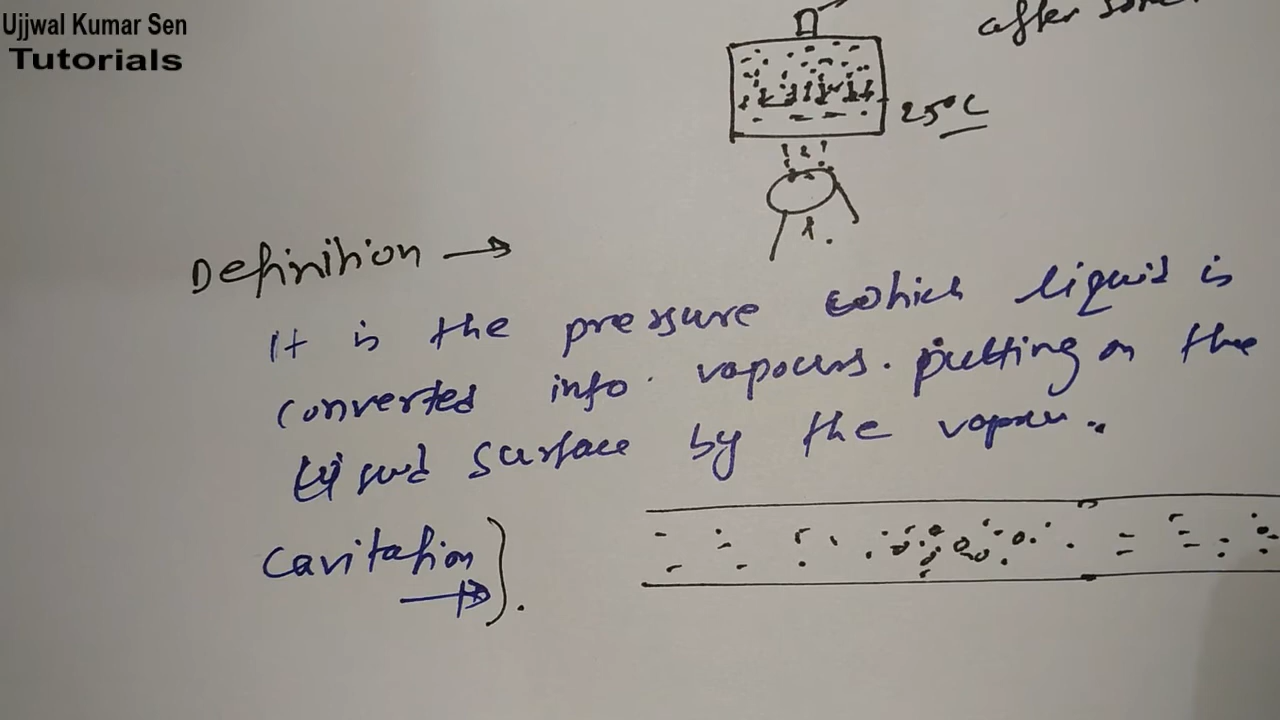 Ujjwal Kumar Sen
Tutorials
after
25°C
Definition →
It is the pressure which liquid is
converted into vapours. putting on the
liquid surface by the vapour.
Cavitation